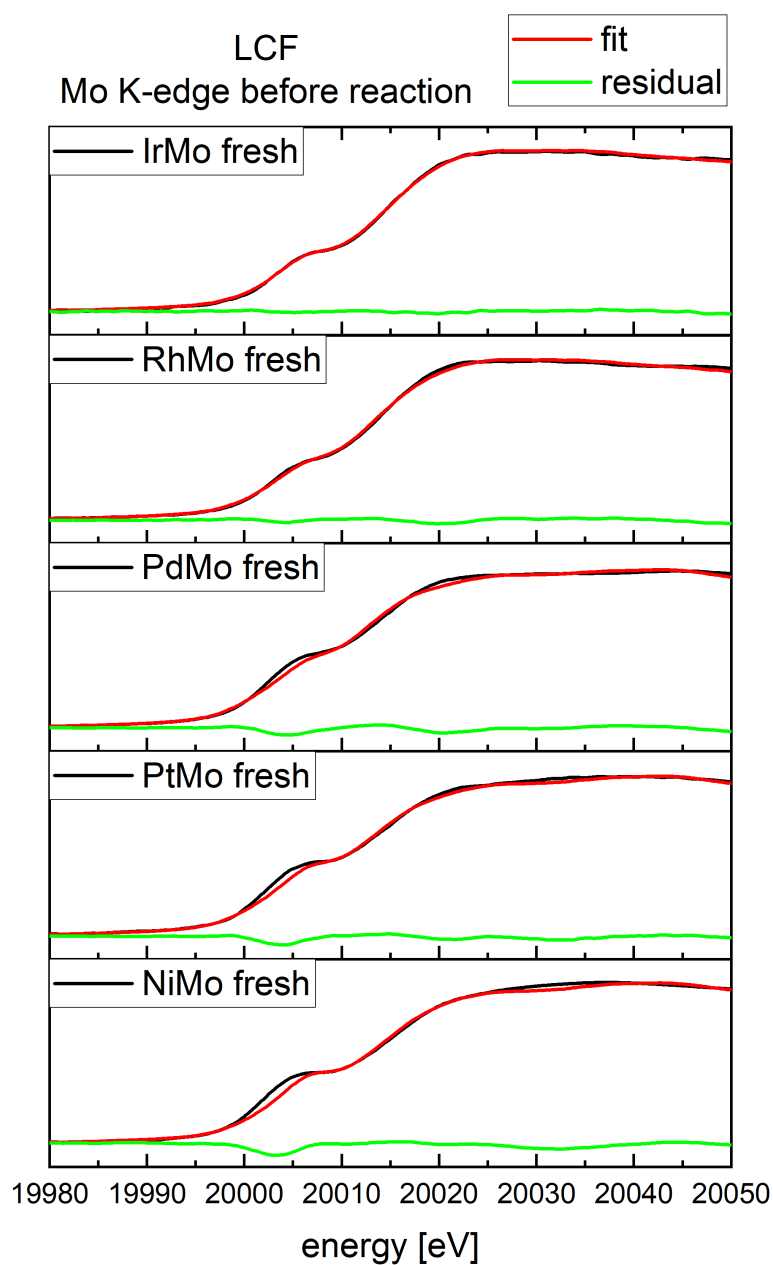 LCF
Mo K-edge before reaction
fit
residual
IrMo fresh
RhMo fresh
PdMo fresh
PtMo fresh
NiMo fresh
19980 19990 20000 20010 20020 20030 20040 20050
energy [eV]